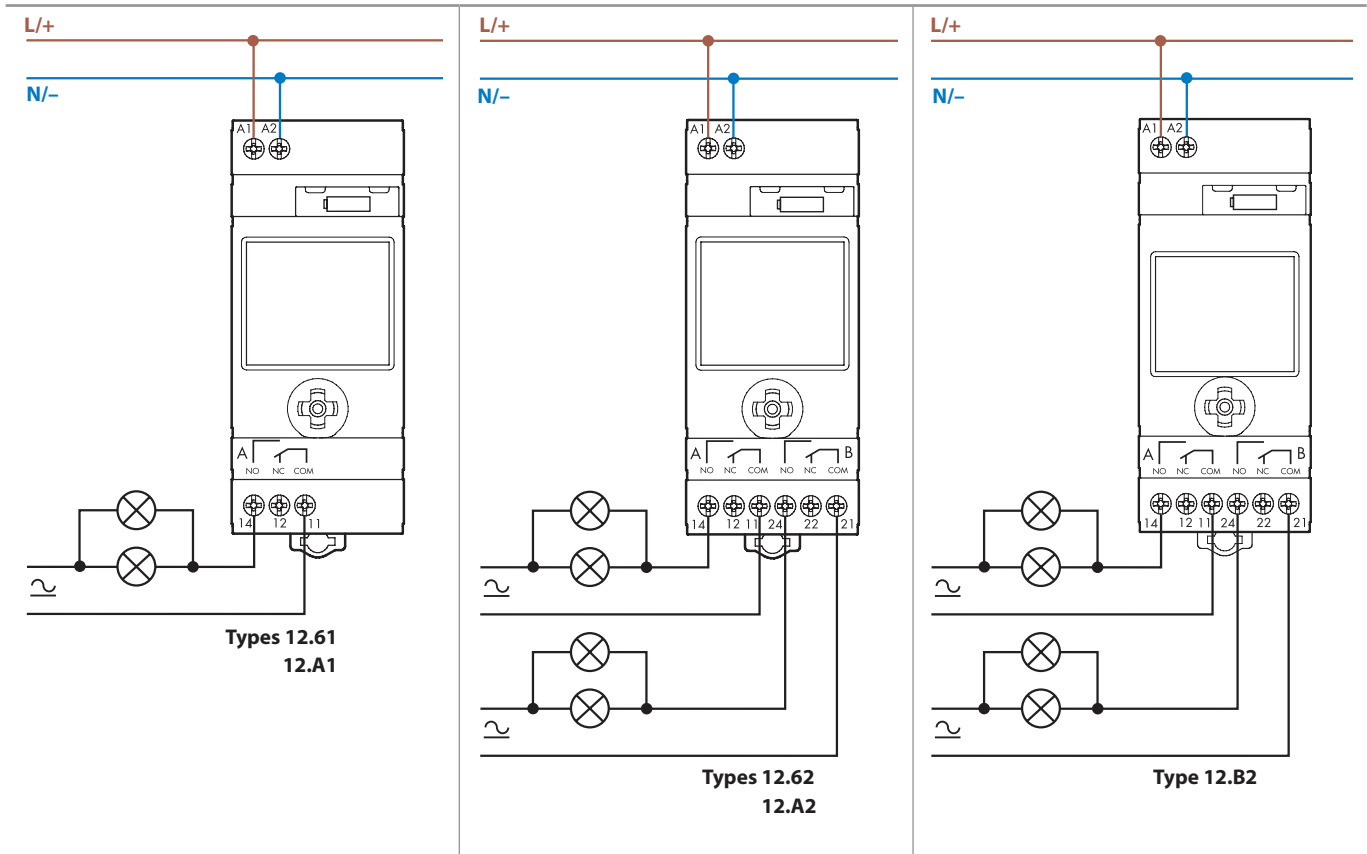 L/+
N/–
A1 A2
A
NO NC COM
14 12 11
Types 12.61
12.A1
L/+
N/–
A1 A2
A B
NO NC COM NO NC COM
14 12 11 24 22 21
Types 12.62
12.A2
L/+
N/–
A1 A2
A B
NO NC COM NO NC COM
14 12 11 24 22 21
Type 12.B2